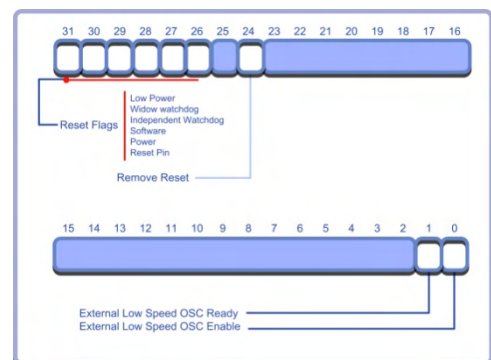 31 30 29 28 27 26 25 24 23 22 21 20 19 18 17 16
Low Power
Widow watchdog
Independent Watchdog
Software
Power
Reset Pin
Reset Flags
Remove Reset
15 14 13 12 11 10 9 8 7 6 5 4 3 2 1 0
External Low Speed OSC Ready
External Low Speed OSC Enable